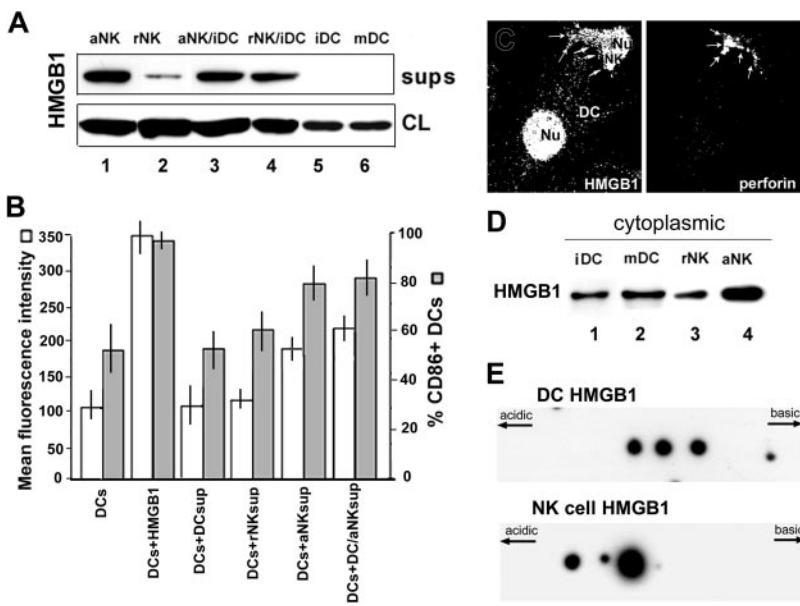 A
aNK rNK aNK/iDC rNK/iDC iDC mDC
HMGB1
sups
CL
1 2 3 4 5 6
B
Mean fluorescence intensity
% CD86+ DCs
350
300
250
200
150
100
50
0
100
80
60
40
20
0
DCs
DCs+HMGB1
DCs+DCsup
DCs+rNKsup
DCs+aNKsup
DCs+DC/aNKsup
C
Nu
NK
DC
Nu
HMGB1
perforin
D
cytoplasmic
iDC mDC rNK aNK
HMGB1
1 2 3 4
E
DC HMGB1
acidic basic
NK cell HMGB1
acidic basic